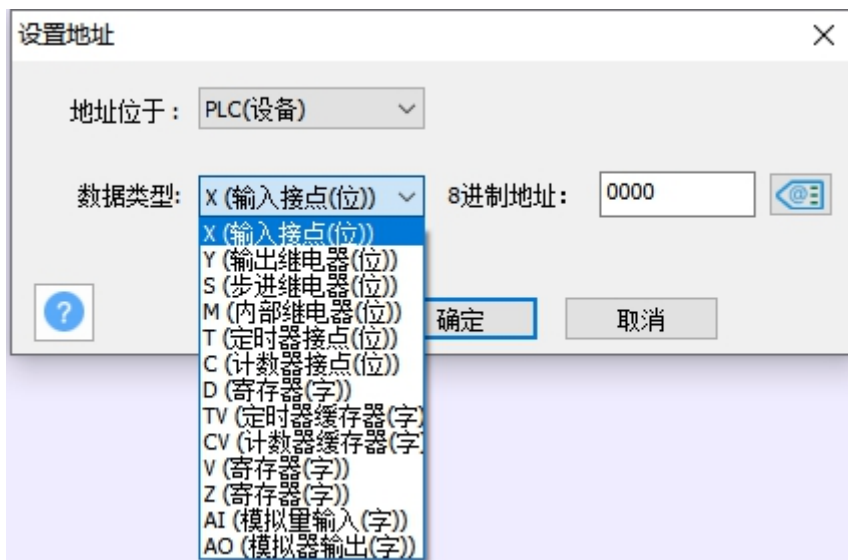 设置地址
地址位于： PLC(设备)
数据类型: X (输入接点(位)) 8进制地址： 0000
X (输入接点(位))
Y (输出继电器(位))
S (步进继电器(位))
M (内部继电器(位))
T (定时器接点(位))
C (计数器接点(位))
D (寄存器(字))
TV (定时器缓存器(字)
CV (计数器缓存器(字)
V (寄存器(字))
Z (寄存器(字))
AI (模拟量输入(字))
AO (模拟器输出(字))
? 确定 取消